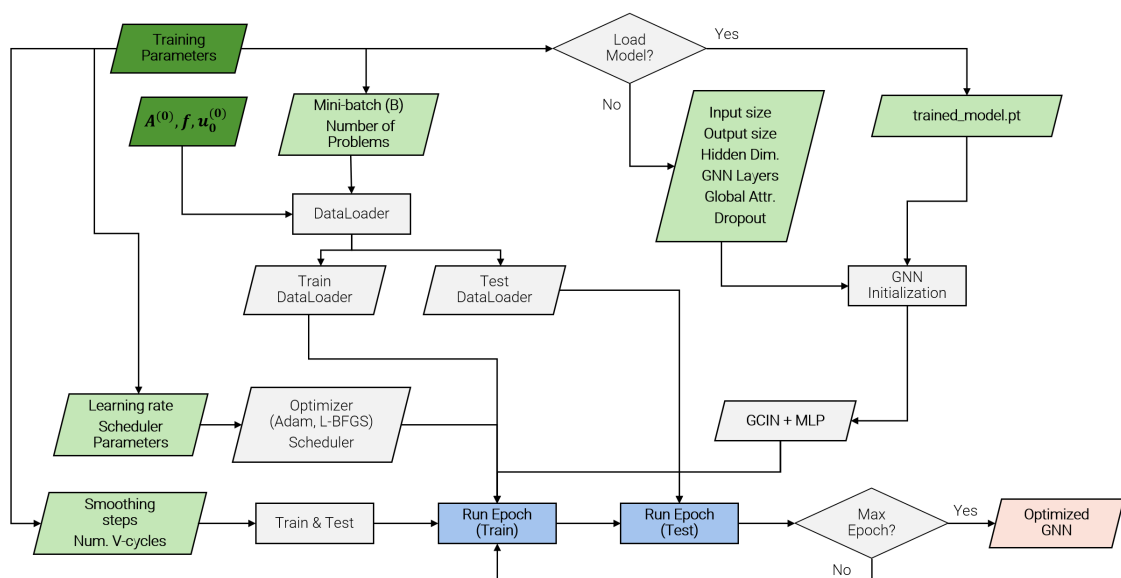 Training
Parameters
Load
Model?
Yes
No
Mini-batch (B)
Number of
Problems
𝑨⁽⁰⁾, 𝒇, 𝒖₀⁽⁰⁾
Input size
Output size
Hidden Dim.
GNN Layers
Global Attr.
Dropout
trained_model.pt
DataLoader
Train
DataLoader
Test
DataLoader
GNN
Initialization
Learning rate
Scheduler
Parameters
Optimizer
(Adam, L-BFGS)
Scheduler
GCIN + MLP
Smoothing
steps
Num. V-cycles
Train & Test
Run Epoch
(Train)
Run Epoch
(Test)
Max
Epoch?
Yes
Optimized
GNN
No